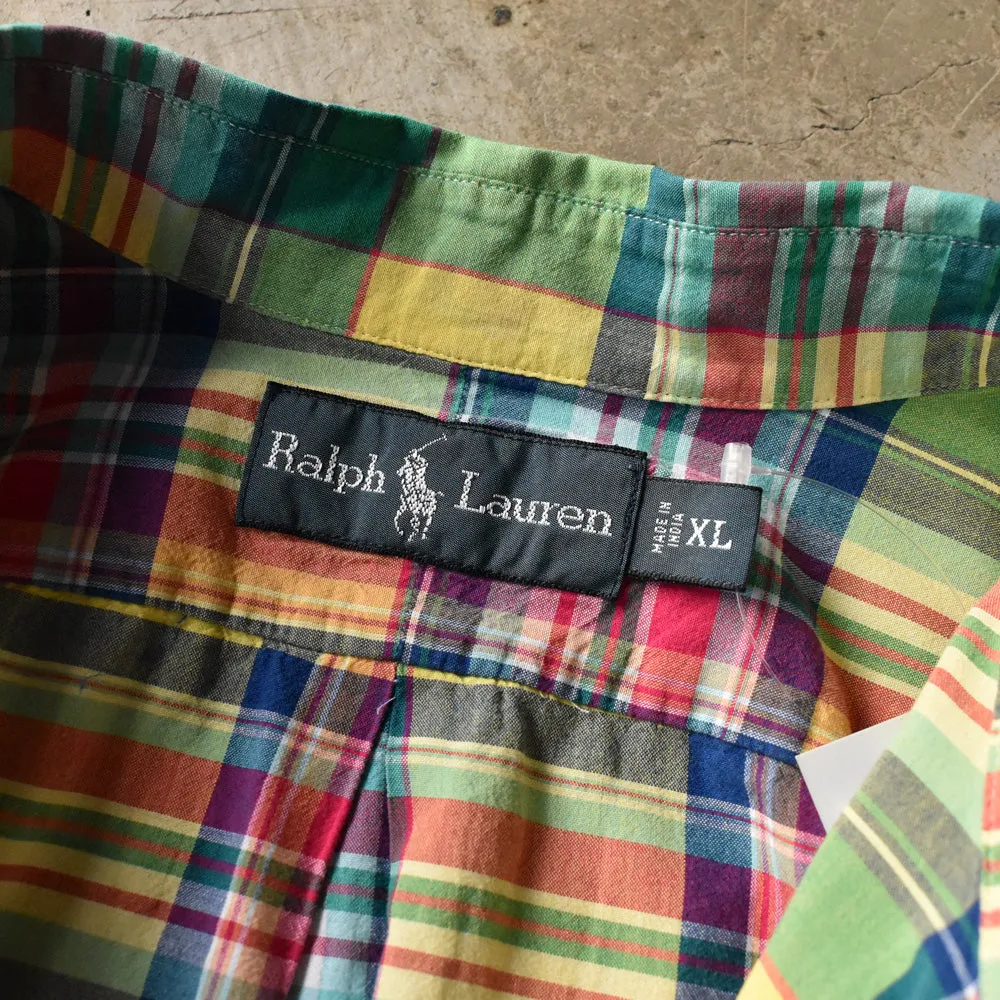 Ralph Lauren
MADE IN
INDIA
XL